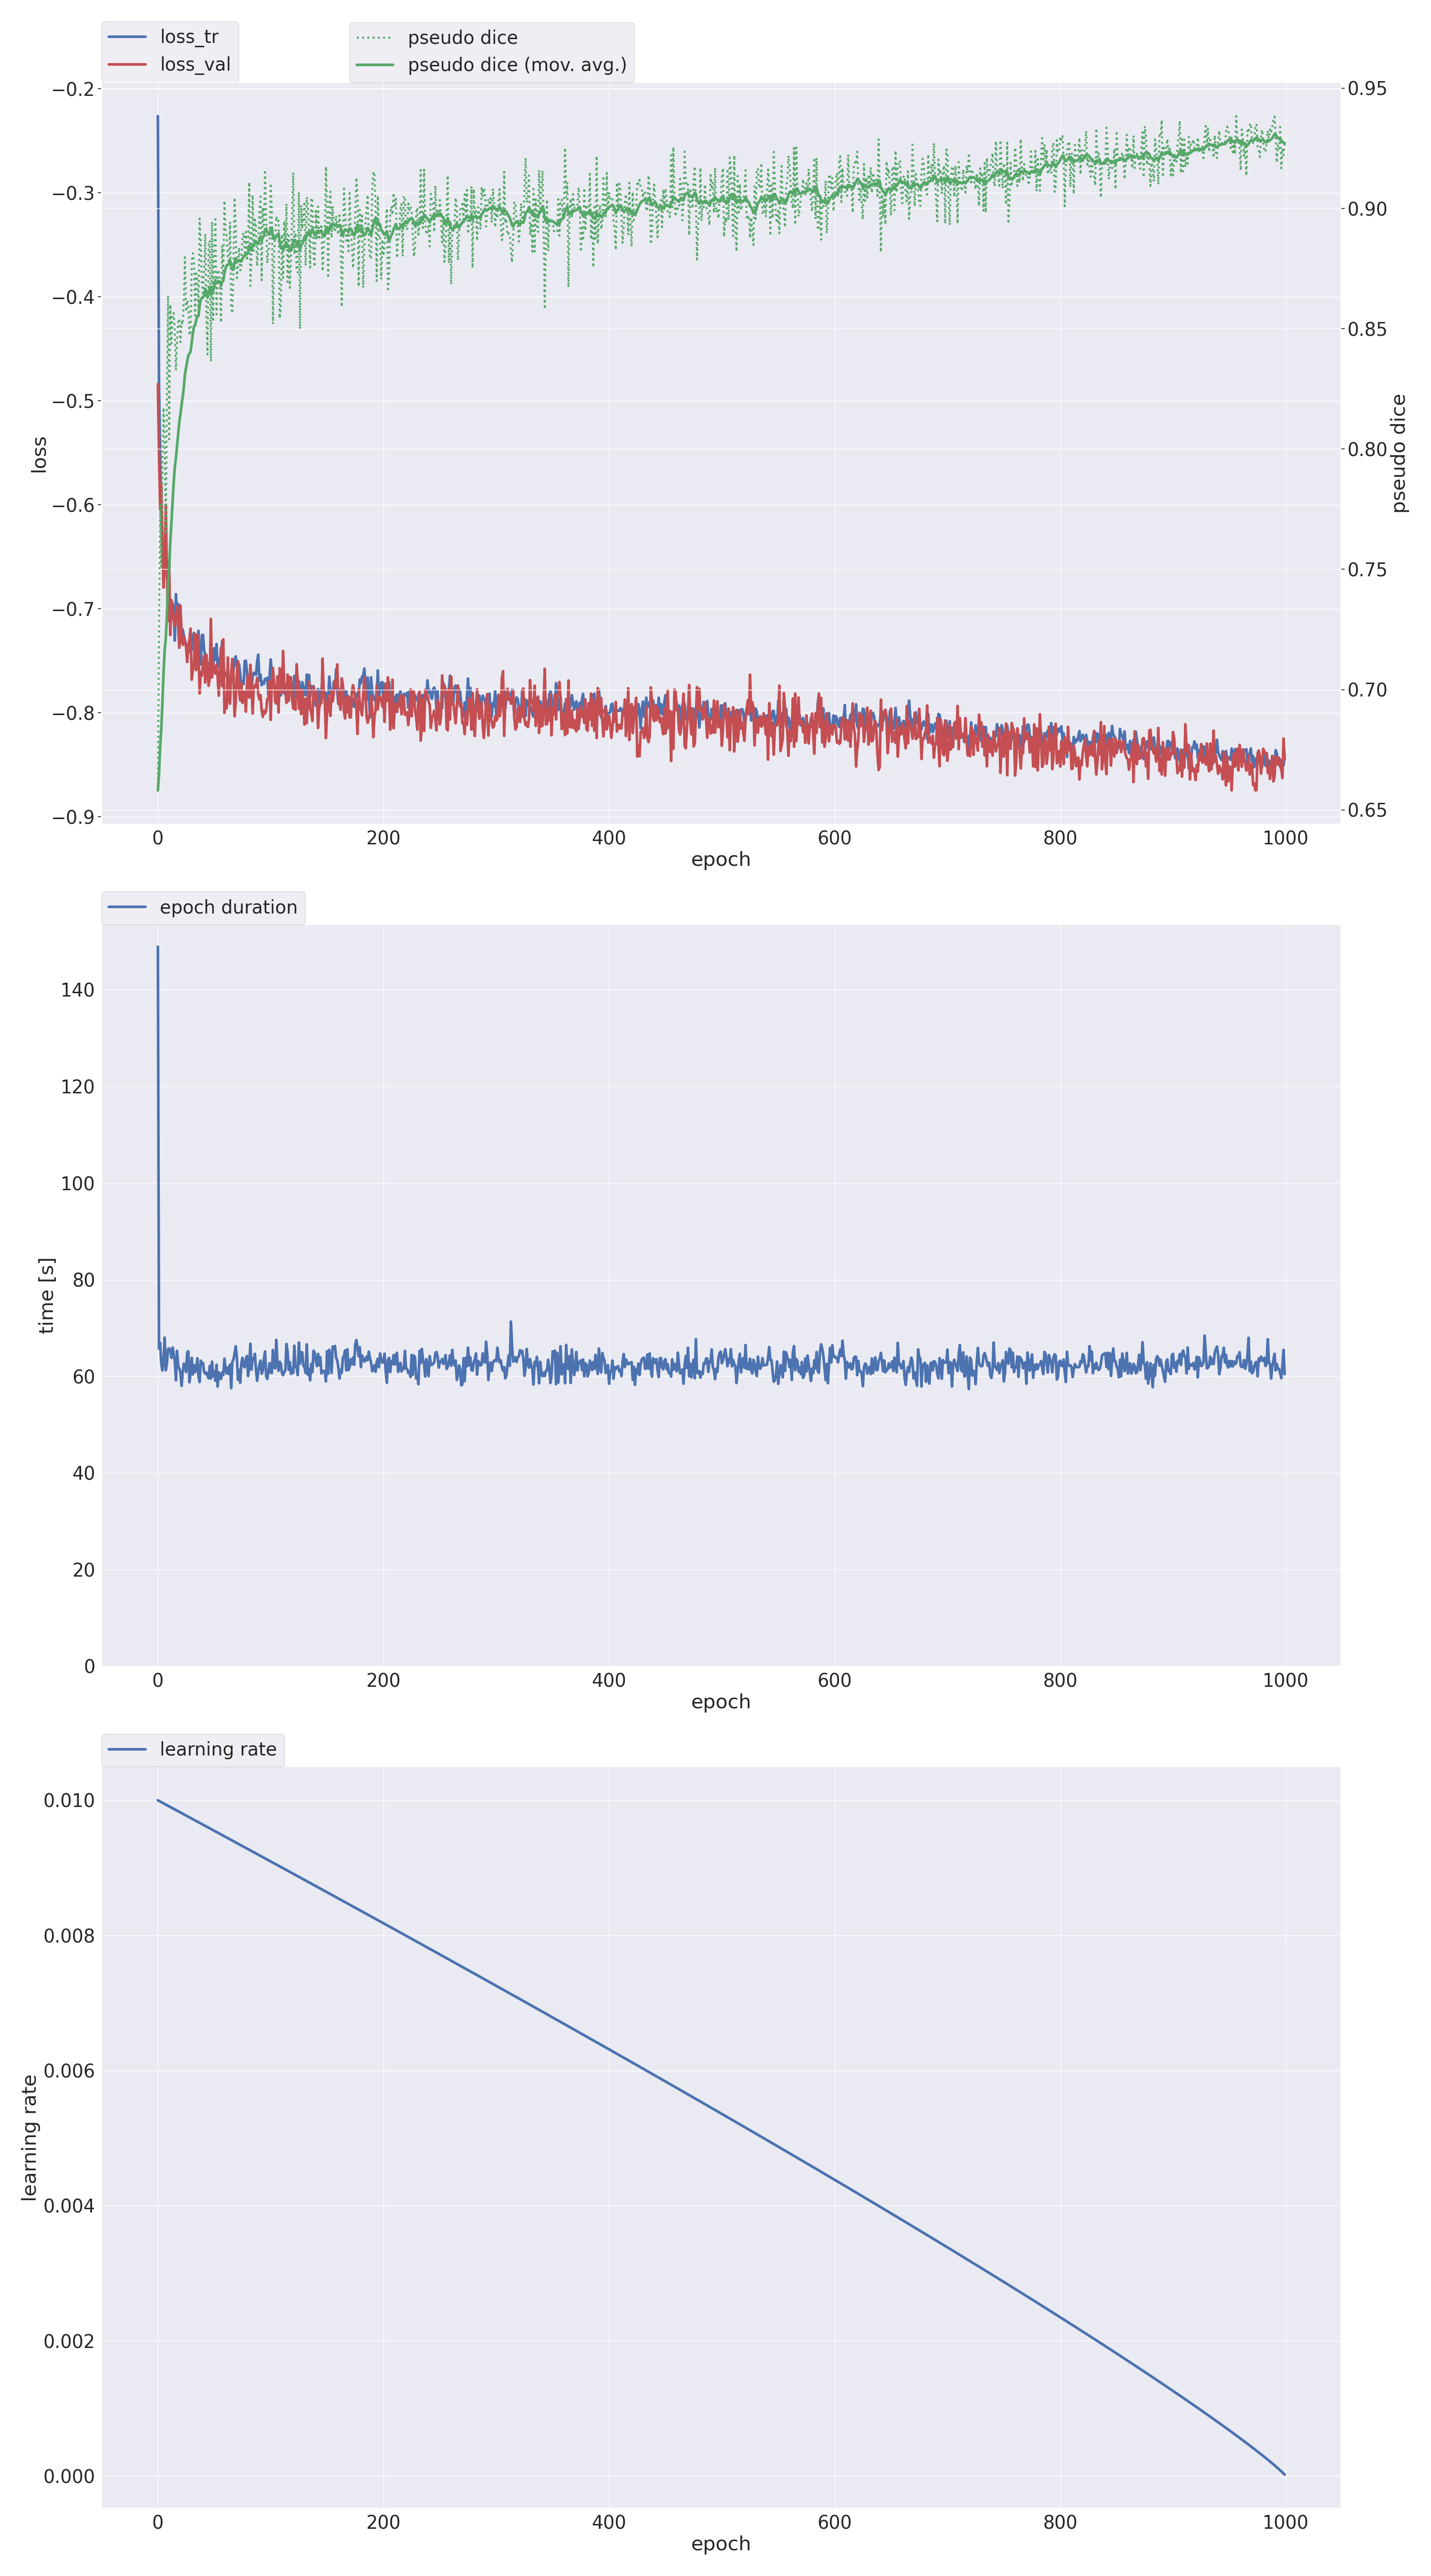 loss_tr
loss_val
pseudo dice
pseudo dice (mov. avg.)
−0.2
−0.3
−0.4
−0.5
−0.6
−0.7
−0.8
−0.9
loss
0.95
0.90
0.85
0.80
0.75
0.70
0.65
pseudo dice
0 200 400 600 800 1000
epoch
epoch duration
140
120
100
80
60
40
20
0
time [s]
0 200 400 600 800 1000
epoch
learning rate
0.010
0.008
0.006
0.004
0.002
0.000
learning rate
0 200 400 600 800 1000
epoch